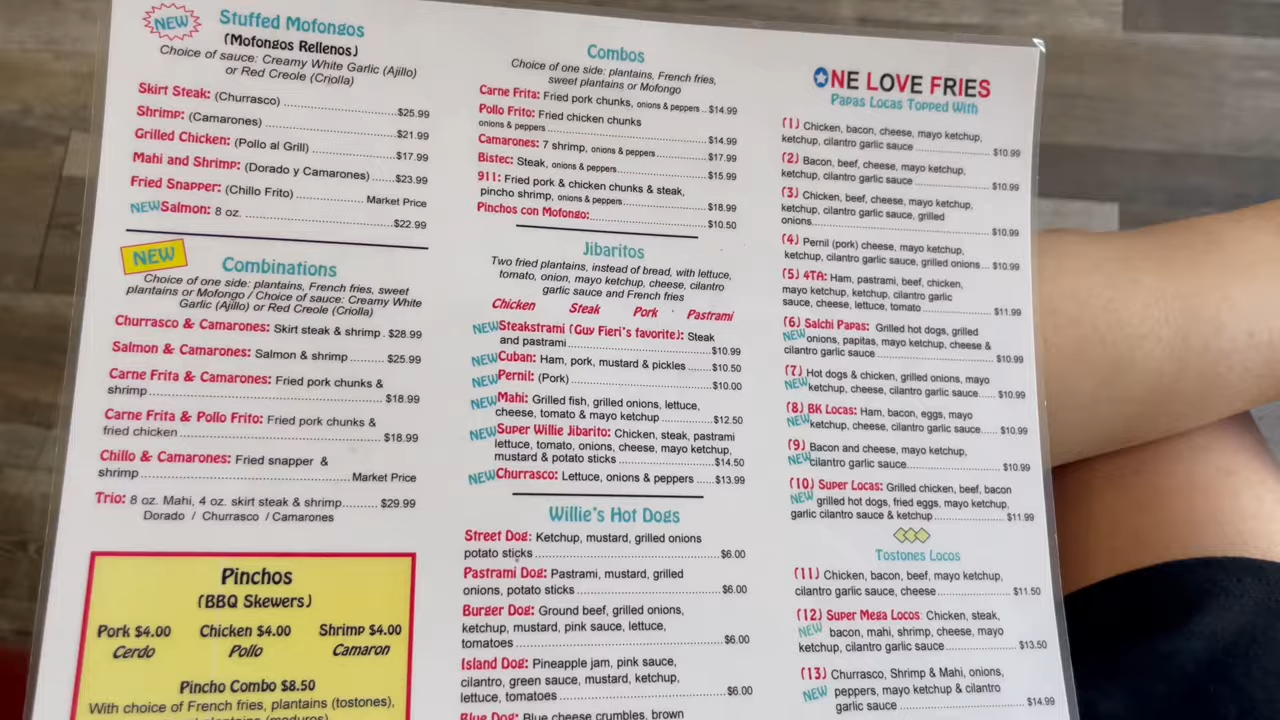 NEW
Stuffed Mofongos
(Mofongos Rellenos)
Choice of sauce: Creamy White Garlic (Ajillo)
or Red Creole (Criolla)
Skirt Steak: (Churrasco) $25.99
Shrimp: (Camarones) $21.99
Grilled Chicken: (Pollo al Grill) $17.99
Mahi and Shrimp: (Dorado y Camarones) $23.99
Fried Snapper: (Chillo Frito) Market Price
NEW Salmon: 8 oz. $22.99
NEW
Combinations
Choice of one side: plantains, French fries, sweet
plantains or Mofongo / Choice of sauce: Creamy White
Garlic (Ajillo) or Red Creole (Criolla)
Churrasco & Camarones: Skirt steak & shrimp . $28.99
Salmon & Camarones: Salmon & shrimp $25.99
Carne Frita & Camarones: Fried pork chunks &
shrimp $18.99
Carne Frita & Pollo Frito: Fried pork chunks &
fried chicken $18.99
Chillo & Camarones: Fried snapper &
shrimp Market Price
Trio: 8 oz. Mahi, 4 oz. skirt steak & shrimp $29.99
Dorado / Churrasco / Camarones
Pinchos
(BBQ Skewers)
Pork $4.00 Chicken $4.00 Shrimp $4.00
Cerdo Pollo Camaron
Pincho Combo $8.50
With choice of French fries, plantains (tostones),
plantains (maduros)
Combos
Choice of one side: plantains, French fries,
sweet plantains or Mofongo
Carne Frita: Fried pork chunks, onions & peppers $14.99
Pollo Frito: Fried chicken chunks
onions & peppers $14.99
Camarones: 7 shrimp, onions & peppers $17.99
Bistec: Steak, onions & peppers $15.99
911: Fried pork & chicken chunks & steak,
pincho shrimp, onions & peppers $18.99
Pinchos con Mofongo: $10.50
Jibaritos
Two fried plantains, instead of bread, with lettuce,
tomato, onion, mayo ketchup, cheese, cilantro
garlic sauce and French fries
Chicken Steak Pork Pastrami
NEW Steakstrami (Guy Fieri's favorite): Steak
and pastrami $10.99
NEW Cuban: Ham, pork, mustard & pickles $10.50
NEW Pernil: (Pork) $10.00
NEW Mahi: Grilled fish, grilled onions, lettuce,
cheese, tomato & mayo ketchup $12.50
NEW Super Willie Jibarito: Chicken, steak, pastrami
lettuce, tomato, onions, cheese, mayo ketchup,
mustard & potato sticks $14.50
NEW Churrasco: Lettuce, onions & peppers $13.99
Willie's Hot Dogs
Street Dog: Ketchup, mustard, grilled onions
potato sticks $6.00
Pastrami Dog: Pastrami, mustard, grilled
onions, potato sticks $6.00
Burger Dog: Ground beef, grilled onions,
ketchup, mustard, pink sauce, lettuce,
tomatoes $6.00
Island Dog: Pineapple jam, pink sauce,
cilantro, green sauce, mustard, ketchup,
lettuce, tomatoes $6.00
Blue Dog: Blue cheese crumbles, brown
ONE LOVE FRIES
Papas Locas Topped With
(1) Chicken, bacon, cheese, mayo ketchup,
ketchup, cilantro garlic sauce $10.99
(2) Bacon, beef, cheese, mayo ketchup,
ketchup, cilantro garlic sauce $10.99
(3) Chicken, beef, cheese, mayo ketchup,
ketchup, cilantro garlic sauce, grilled
onions $10.99
(4) Pernil (pork) cheese, mayo ketchup,
ketchup, cilantro garlic sauce, grilled onions $10.99
(5) 4TA: Ham, pastrami, beef, chicken,
mayo ketchup, ketchup, cilantro garlic
sauce, cheese, lettuce, tomato $11.99
(6) Salchi Papas: Grilled hot dogs, grilled
NEW onions, papitas, mayo ketchup, cheese &
cilantro garlic sauce $10.99
(7) Hot dogs & chicken, grilled onions, mayo
NEW ketchup, cheese, cilantro garlic sauce $10.99
(8) BK Locas: Ham, bacon, eggs, mayo
NEW ketchup, cheese, cilantro garlic sauce $10.99
(9) Bacon and cheese, mayo ketchup,
NEW cilantro garlic sauce $10.99
(10) Super Locas: Grilled chicken, beef, bacon
NEW grilled hot dogs, fried eggs, mayo ketchup,
garlic cilantro sauce & ketchup $11.99
Tostones Locos
(11) Chicken, bacon, beef, mayo ketchup,
cilantro garlic sauce, cheese $11.50
(12) Super Mega Locos: Chicken, steak,
NEW bacon, mahi, shrimp, cheese, mayo
ketchup, cilantro garlic sauce $13.50
(13) Churrasco, Shrimp & Mahi, onions,
NEW peppers, mayo ketchup & cilantro
garlic sauce $14.99